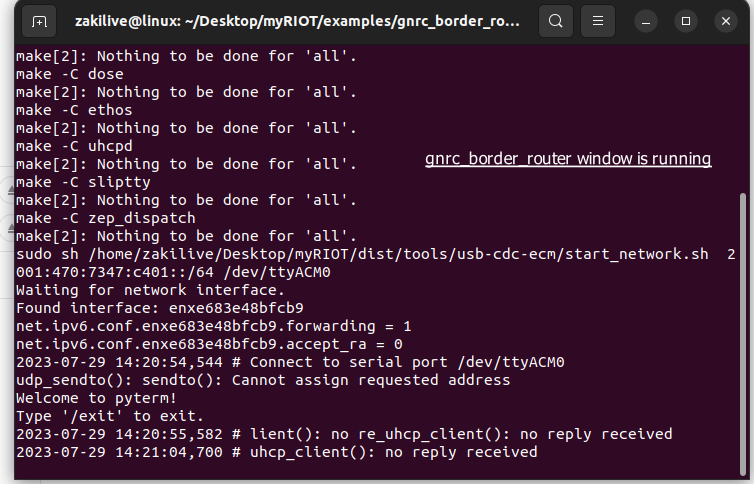 zakilive@linux: ~/Desktop/myRIOT/examples/gnrc_border_ro...
make[2]: Nothing to be done for 'all'.
make -C dose
make[2]: Nothing to be done for 'all'.
make -C ethos
make[2]: Nothing to be done for 'all'.
make -C uhcpd
make[2]: Nothing to be done for 'all'.
gnrc_border_router window is running
make -C sliptty
make[2]: Nothing to be done for 'all'.
make -C zep_dispatch
make[2]: Nothing to be done for 'all'.
sudo sh /home/zakilive/Desktop/myRIOT/dist/tools/usb-cdc-ecm/start_network.sh  2
001:470:7347:c401::/64 /dev/ttyACM0
Waiting for network interface.
Found interface: enxe683e48bfcb9
net.ipv6.conf.enxe683e48bfcb9.forwarding = 1
net.ipv6.conf.enxe683e48bfcb9.accept_ra = 0
2023-07-29 14:20:54,544 # Connect to serial port /dev/ttyACM0
udp_sendto(): sendto(): Cannot assign requested address
Welcome to pyterm!
Type '/exit' to exit.
2023-07-29 14:20:55,582 # lient(): no re_uhcp_client(): no reply received
2023-07-29 14:21:04,700 # uhcp_client(): no reply received